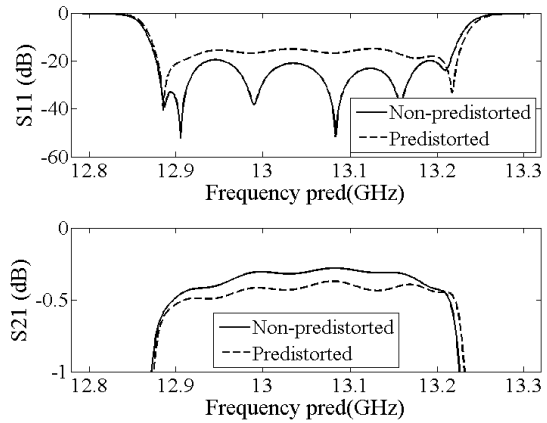 0
-20
-40
-60
S11 (dB)
Non-predistorted
Predistorted
12.8 12.9 13 13.1 13.2 13.3
Frequency pred(GHz)
0
-0.5
-1
S21 (dB)
Non-predistorted
Predistorted
12.8 12.9 13 13.1 13.2 13.3
Frequency pred(GHz)